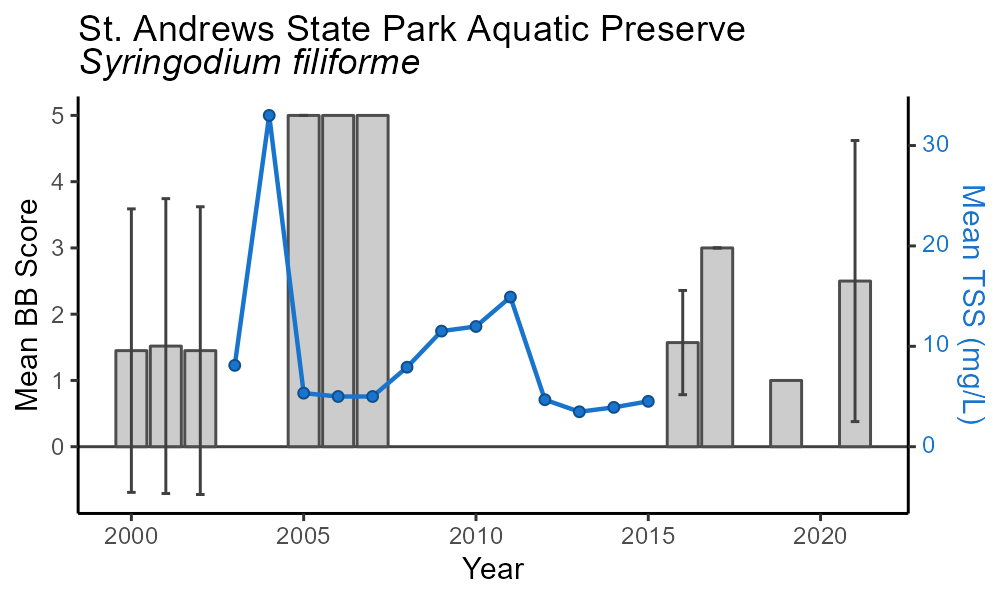 St. Andrews State Park Aquatic Preserve
Syringodium filiforme
Mean BB Score
5
4
3
2
1
0
30
20
10
0
Mean TSS (mg/L)
2000 2005 2010 2015 2020
Year